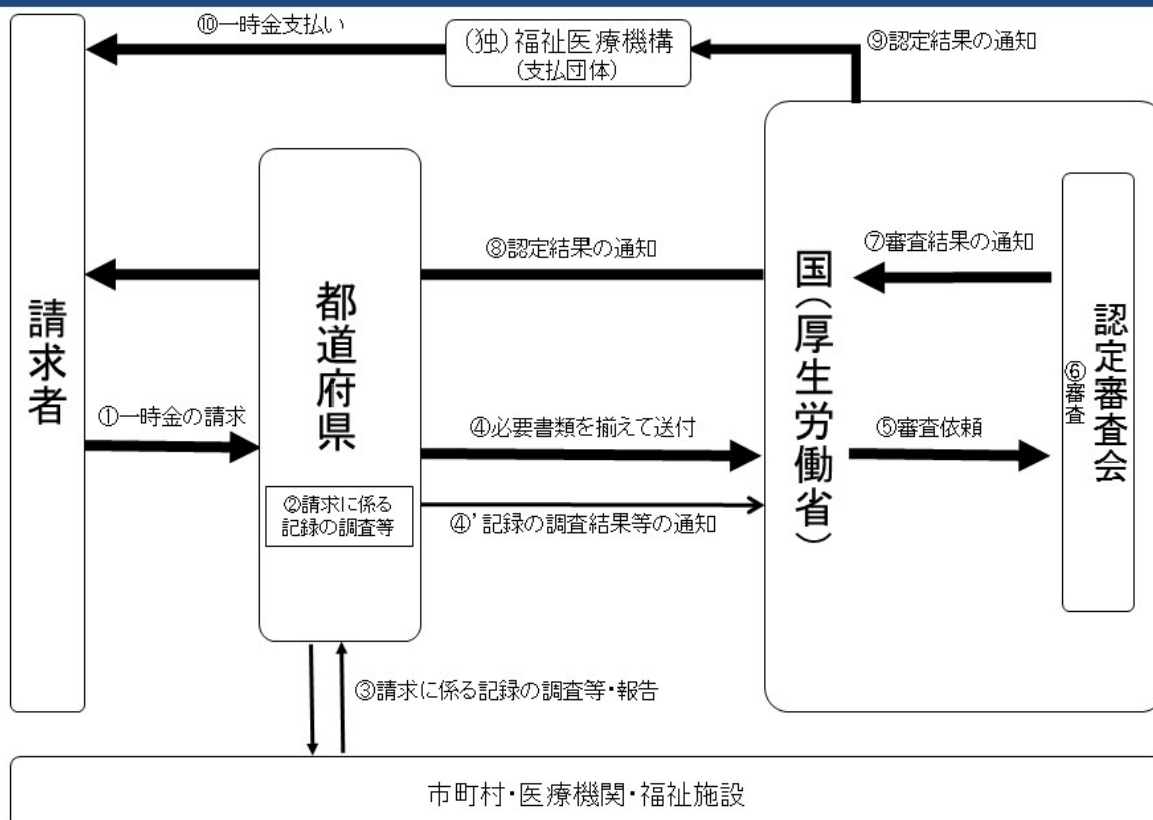 ⑩一時金支払い
(独)福祉医療機構
(支払団体)
⑨認定結果の通知
⑧認定結果の通知
⑦審査結果の通知
請求者
都道府県
国(厚生労働省)
認定審査会
⑥審査
①一時金の請求
④必要書類を揃えて送付
⑤審査依頼
②請求に係る
記録の調査等
④’記録の調査結果等の通知
③請求に係る記録の調査等・報告
市町村・医療機関・福祉施設